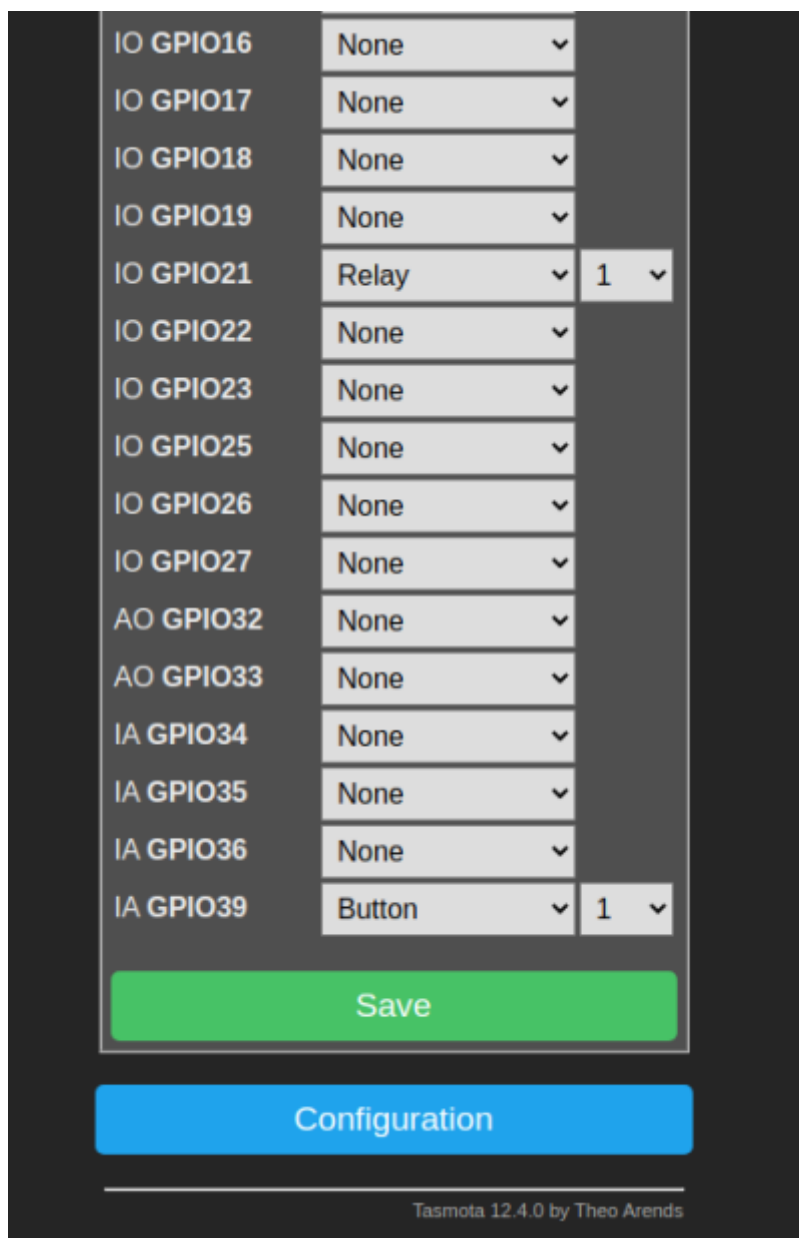 IO GPIO16 None
IO GPIO17 None
IO GPIO18 None
IO GPIO19 None
IO GPIO21 Relay 1
IO GPIO22 None
IO GPIO23 None
IO GPIO25 None
IO GPIO26 None
IO GPIO27 None
AO GPIO32 None
AO GPIO33 None
IA GPIO34 None
IA GPIO35 None
IA GPIO36 None
IA GPIO39 Button 1
Save
Configuration
Tasmota 12.4.0 by Theo Arends